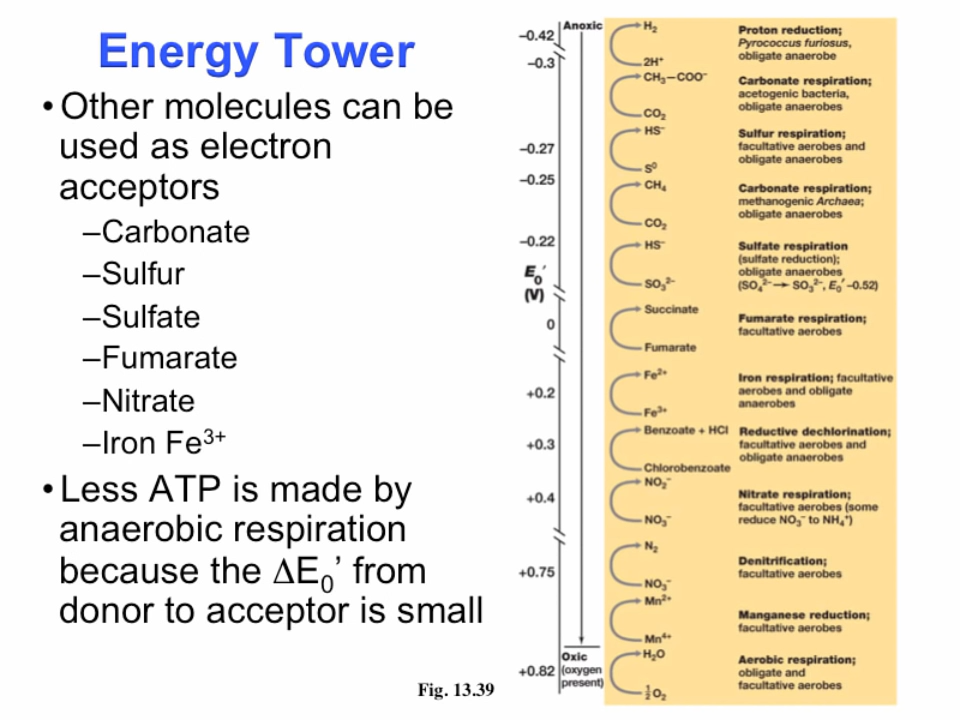 Energy Tower
• Other molecules can be
used as electron
acceptors
–Carbonate
–Sulfur
–Sulfate
–Fumarate
–Nitrate
–Iron Fe³⁺
• Less ATP is made by
anaerobic respiration
because the ΔE₀’ from
donor to acceptor is small
Fig. 13.39
Anoxic
–0.42
–0.3
–0.27
–0.25
–0.22
E₀′
(V)
0
+0.2
+0.3
+0.4
+0.75
+0.82
Oxic
(oxygen
present)
H₂
2H⁺
Proton reduction;
Pyrococcus furiosus,
obligate anaerobe
CH₃–COO⁻
CO₂
Carbonate respiration;
acetogenic bacteria,
obligate anaerobes
HS⁻
S⁰
Sulfur respiration;
facultative aerobes and
obligate anaerobes
CH₄
CO₂
Carbonate respiration;
methanogenic Archaea;
obligate anaerobes
HS⁻
SO₃²⁻
Sulfate respiration
(sulfate reduction);
obligate anaerobes
(SO₄²⁻ → SO₃²⁻, E₀′ –0.52)
Succinate
Fumarate
Fumarate respiration;
facultative aerobes
Fe²⁺
Fe³⁺
Iron respiration; facultative
aerobes and obligate
anaerobes
Benzoate + HCl
Chlorobenzoate
Reductive dechlorination;
facultative aerobes and
obligate anaerobes
NO₂⁻
NO₃⁻
Nitrate respiration;
facultative aerobes (some
reduce NO₃⁻ to NH₄⁺)
N₂
NO₃⁻
Denitrification;
facultative aerobes
Mn²⁺
Mn⁴⁺
Manganese reduction;
facultative aerobes
H₂O
½ O₂
Aerobic respiration;
obligate and
facultative aerobes